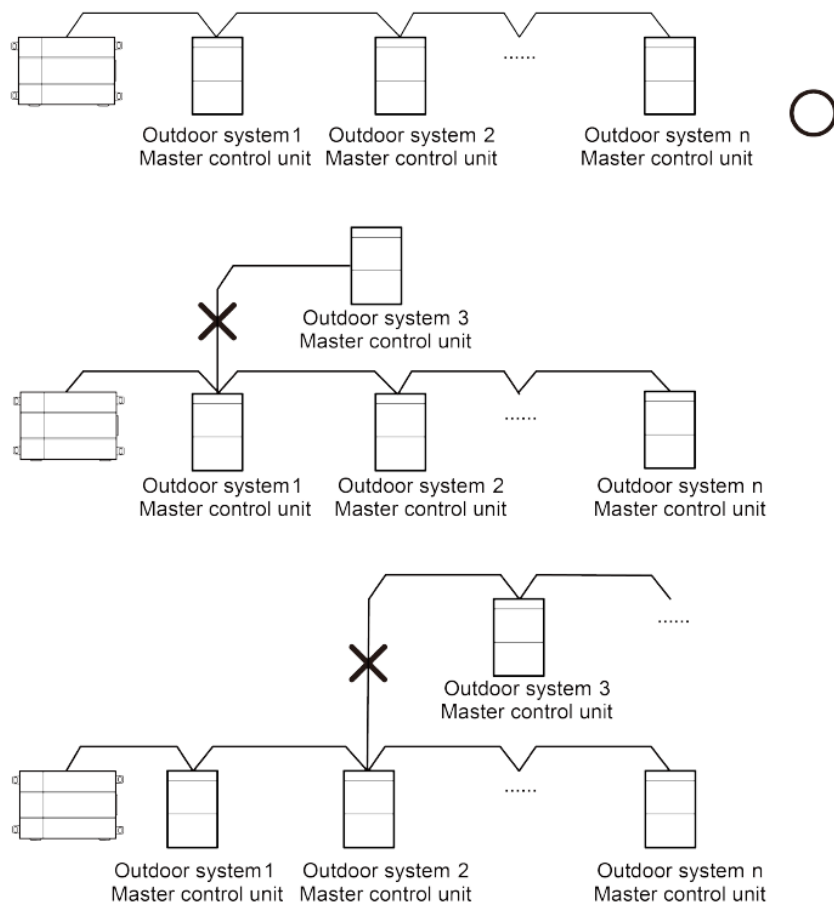 ......
Outdoor system 1 Outdoor system 2 Outdoor system n
Master control unit Master control unit Master control unit
Outdoor system 3
Master control unit
......
Outdoor system 1 Outdoor system 2 Outdoor system n
Master control unit Master control unit Master control unit
......
Outdoor system 3
Master control unit
......
Outdoor system 1 Outdoor system 2 Outdoor system n
Master control unit Master control unit Master control unit